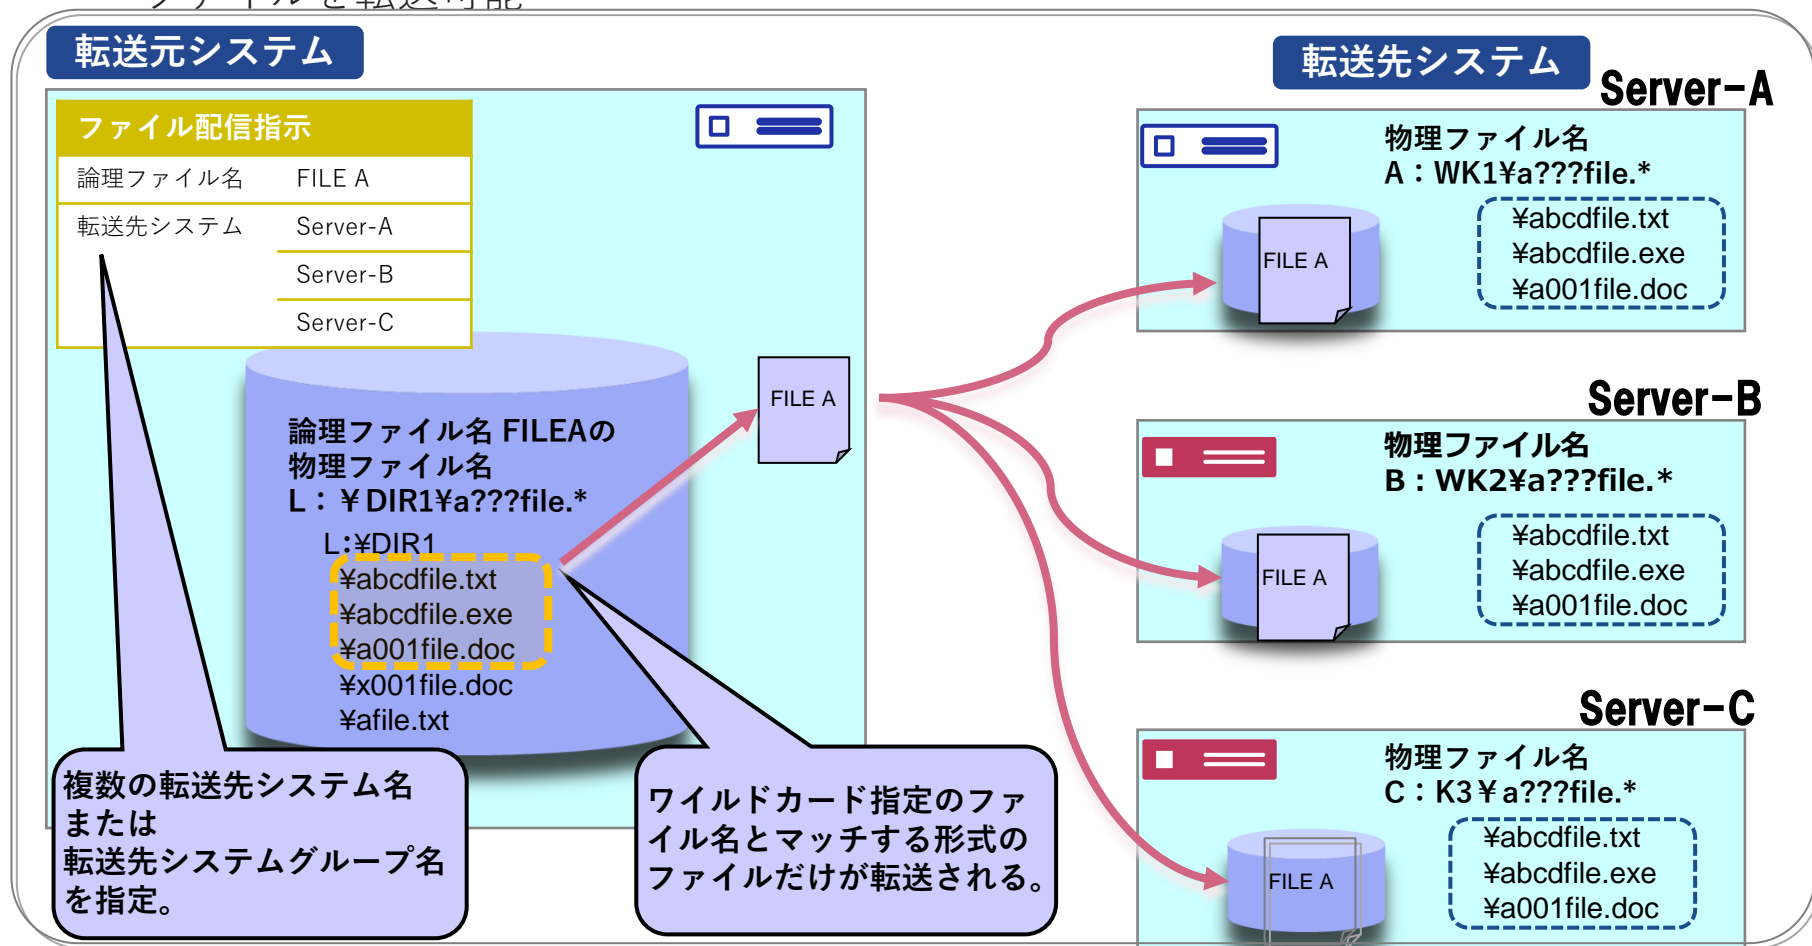 ファイルを転送可能
転送元システム
ファイル配信指示
論理ファイル名 FILE A
転送先システム Server-A
Server-B
Server-C
論理ファイル名 FILEAの
物理ファイル名
L：￥DIR1¥a???file.*
L:¥DIR1
¥abcdfile.txt
¥abcdfile.exe
¥a001file.doc
¥x001file.doc
¥afile.txt
複数の転送先システム名
または
転送先システムグループ名
を指定。
ワイルドカード指定のファ
イル名とマッチする形式の
ファイルだけが転送される。
FILE A
転送先システム
Server-A
物理ファイル名
A：WK1¥a???file.*
FILE A
¥abcdfile.txt
¥abcdfile.exe
¥a001file.doc
Server-B
物理ファイル名
B：WK2¥a???file.*
FILE A
¥abcdfile.txt
¥abcdfile.exe
¥a001file.doc
Server-C
物理ファイル名
C：K3￥a???file.*
FILE A
¥abcdfile.txt
¥abcdfile.exe
¥a001file.doc